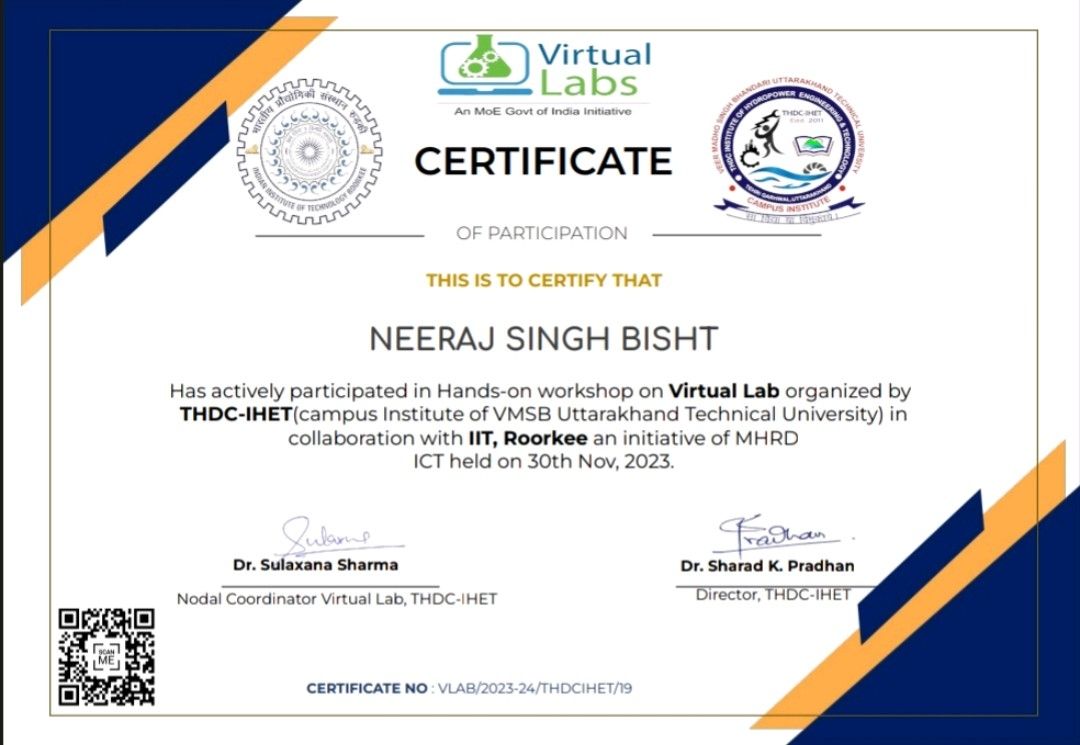 Virtual
Labs
An MoE Govt of India Initiative
भारतीय प्रौद्योगिकी संस्थान रुड़की
INDIAN INSTITUTE OF TECHNOLOGY ROORKEE
VEER MADHO SINGH BHANDARI UTTARAKHAND TECHNICAL UNIVERSITY
THDC INSTITUTE OF HYDROPOWER ENGINEERING & TECHNOLOGY
THDC-IHET
Estd. 2011
TEHRI GARHWAL, UTTARAKHAND
CAMPUS INSTITUTE
सा विद्या या विमुक्तये।
CERTIFICATE
OF PARTICIPATION
THIS IS TO CERTIFY THAT
NEERAJ SINGH BISHT
Has actively participated in Hands-on workshop on Virtual Lab organized by
THDC-IHET(campus Institute of VMSB Uttarakhand Technical University) in
collaboration with IIT, Roorkee an initiative of MHRD
ICT held on 30th Nov, 2023.
Sulaxna
Pradhan
Dr. Sulaxana Sharma
Dr. Sharad K. Pradhan
Nodal Coordinator Virtual Lab, THDC-IHET
Director, THDC-IHET
SCAN
ME
CERTIFICATE NO : VLAB/2023-24/THDCIHET/19